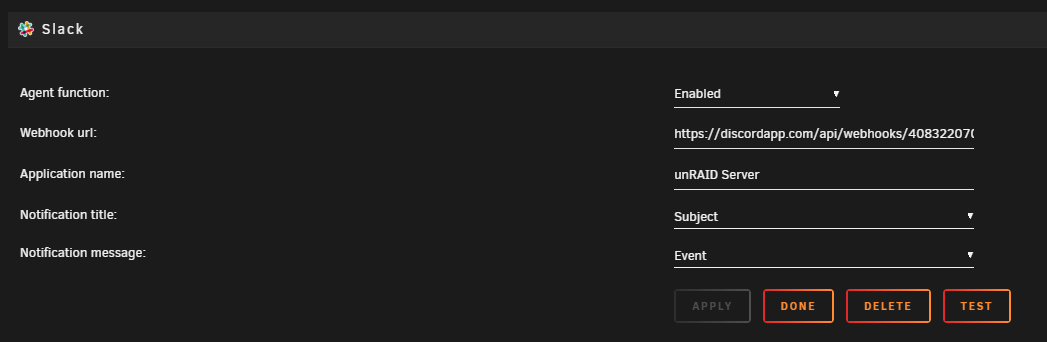 Slack
Agent function:
Enabled
Webhook url:
https://discordapp.com/api/webhooks/40832207
Application name:
unRAID Server
Notification title:
Subject
Notification message:
Event
APPLY DONE DELETE TEST